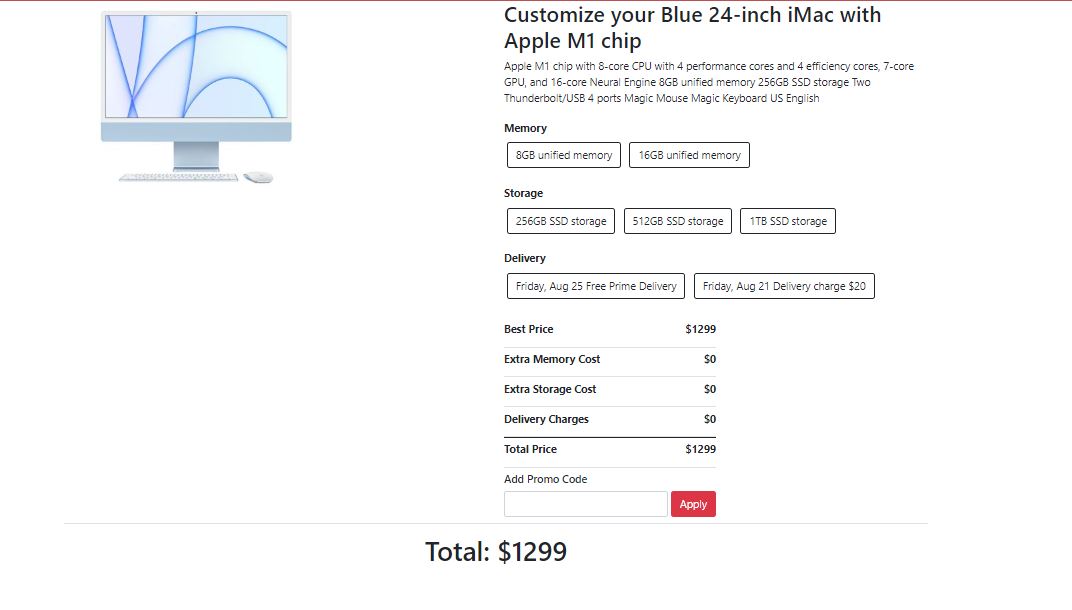 Customize your Blue 24-inch iMac with
Apple M1 chip
Apple M1 chip with 8-core CPU with 4 performance cores and 4 efficiency cores, 7-core
GPU, and 16-core Neural Engine 8GB unified memory 256GB SSD storage Two
Thunderbolt/USB 4 ports Magic Mouse Magic Keyboard US English
Memory
8GB unified memory 16GB unified memory
Storage
256GB SSD storage 512GB SSD storage 1TB SSD storage
Delivery
Friday, Aug 25 Free Prime Delivery Friday, Aug 21 Delivery charge $20
Best Price $1299
Extra Memory Cost $0
Extra Storage Cost $0
Delivery Charges $0
Total Price $1299
Add Promo Code
Apply
Total: $1299